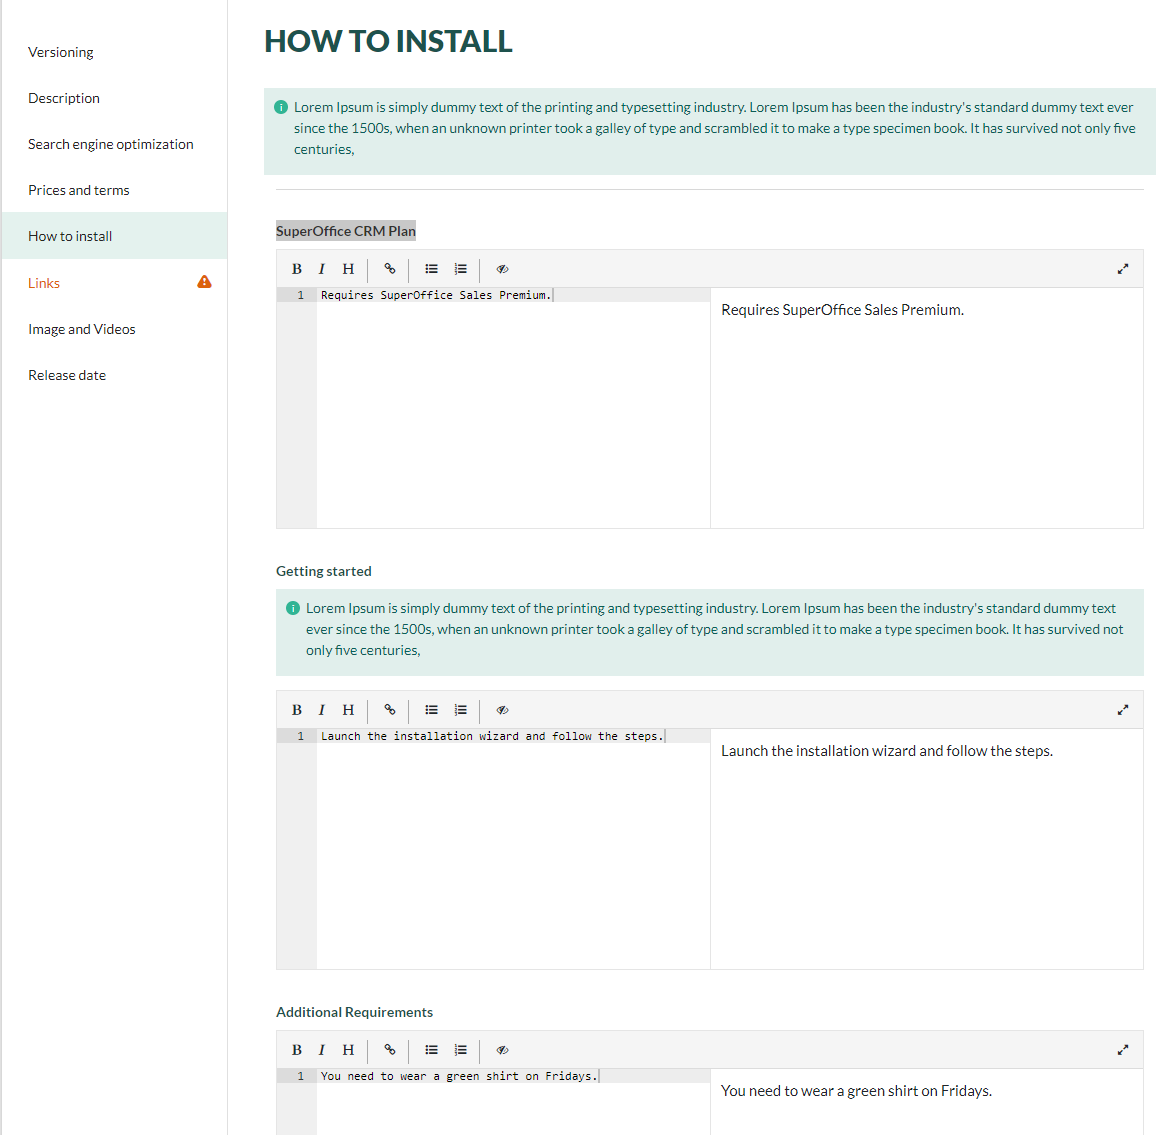 Versioning
Description
Search engine optimization
Prices and terms
How to install
Links
Image and Videos
Release date
HOW TO INSTALL
Lorem Ipsum is simply dummy text of the printing and typesetting industry. Lorem Ipsum has been the industry's standard dummy text ever
since the 1500s, when an unknown printer took a galley of type and scrambled it to make a type specimen book. It has survived not only five
centuries,
SuperOffice CRM Plan
B I H
1 Requires SuperOffice Sales Premium.
Requires SuperOffice Sales Premium.
Getting started
Lorem Ipsum is simply dummy text of the printing and typesetting industry. Lorem Ipsum has been the industry's standard dummy text
ever since the 1500s, when an unknown printer took a galley of type and scrambled it to make a type specimen book. It has survived not
only five centuries,
B I H
1 Launch the installation wizard and follow the steps.
Launch the installation wizard and follow the steps.
Additional Requirements
B I H
1 You need to wear a green shirt on Fridays.
You need to wear a green shirt on Fridays.